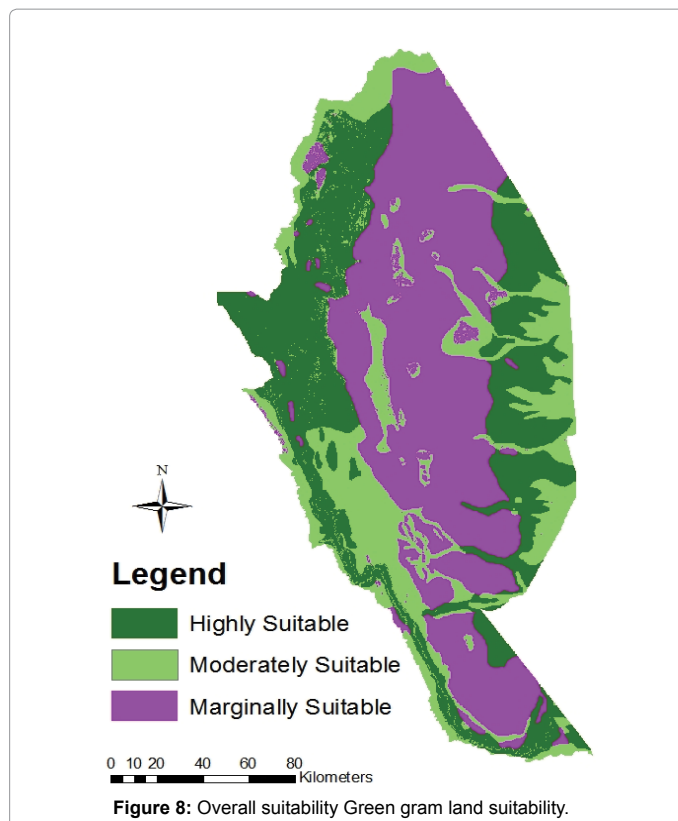 N
Legend
Highly Suitable
Moderately Suitable
Marginally Suitable
0 10 20 40 60 80
Kilometers
Figure 8: Overall suitability Green gram land suitability.